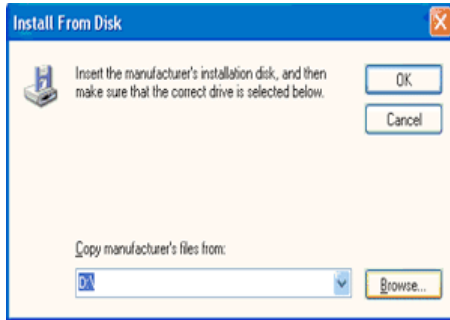 Install From Disk
Insert the manufacturer's installation disk, and then
make sure that the correct drive is selected below.
OK
Cancel
Copy manufacturer's files from:
D:\
Browse...